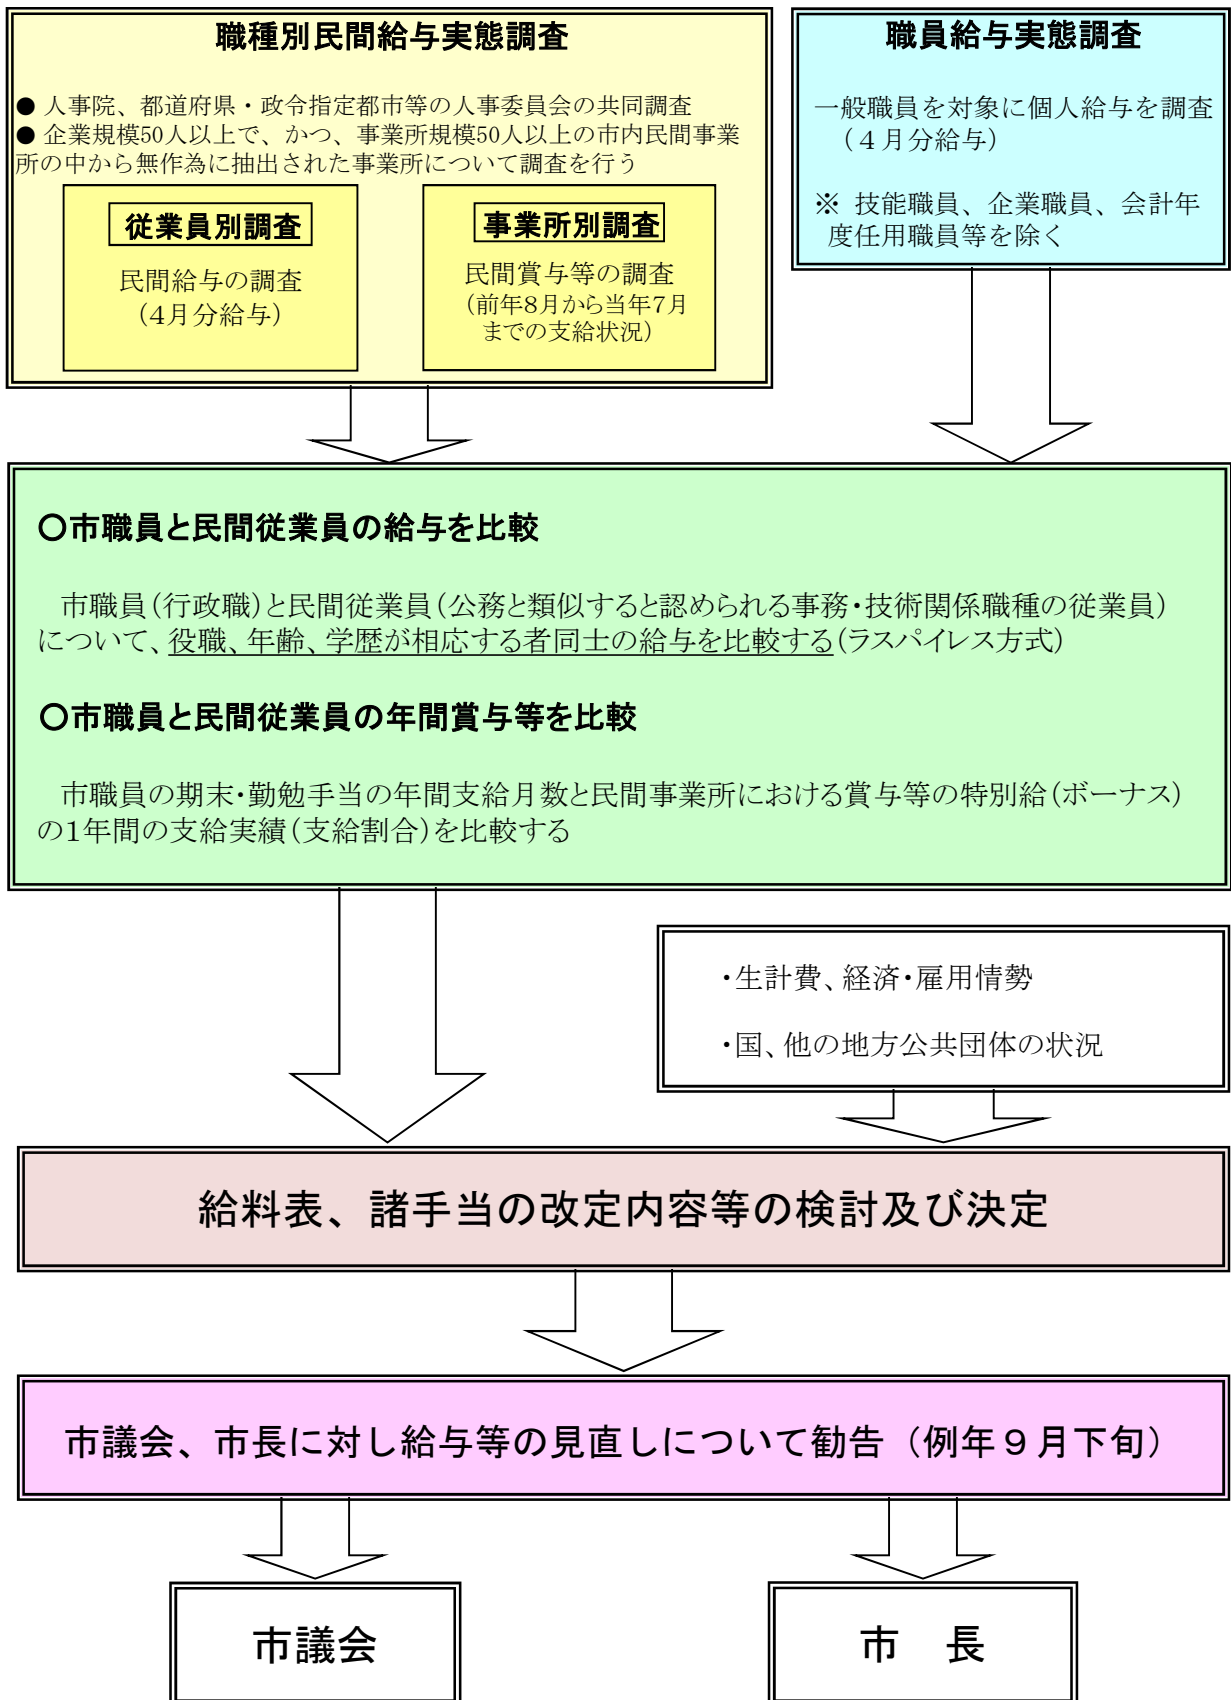 職種別民間給与実態調査
● 人事院、都道府県・政令指定都市等の人事委員会の共同調査
● 企業規模50人以上で、かつ、事業所規模50人以上の市内民間事業
所の中から無作為に抽出された事業所について調査を行う
従業員別調査
民間給与の調査
（4月分給与）
事業所別調査
民間賞与等の調査
（前年8月から当年7月
までの支給状況）
職員給与実態調査
一般職員を対象に個人給与を調査
（４月分給与）
※ 技能職員、企業職員、会計年
度任用職員等を除く
〇市職員と民間従業員の給与を比較
市職員（行政職）と民間従業員（公務と類似すると認められる事務・技術関係職種の従業員）
について、役職、年齢、学歴が相応する者同士の給与を比較する（ラスパイレス方式）
〇市職員と民間従業員の年間賞与等を比較
市職員の期末・勤勉手当の年間支給月数と民間事業所における賞与等の特別給（ボーナス）
の1年間の支給実績（支給割合）を比較する
・生計費、経済・雇用情勢
・国、他の地方公共団体の状況
給料表、諸手当の改定内容等の検討及び決定
市議会、市長に対し給与等の見直しについて勧告（例年９月下旬）
市議会
市　長